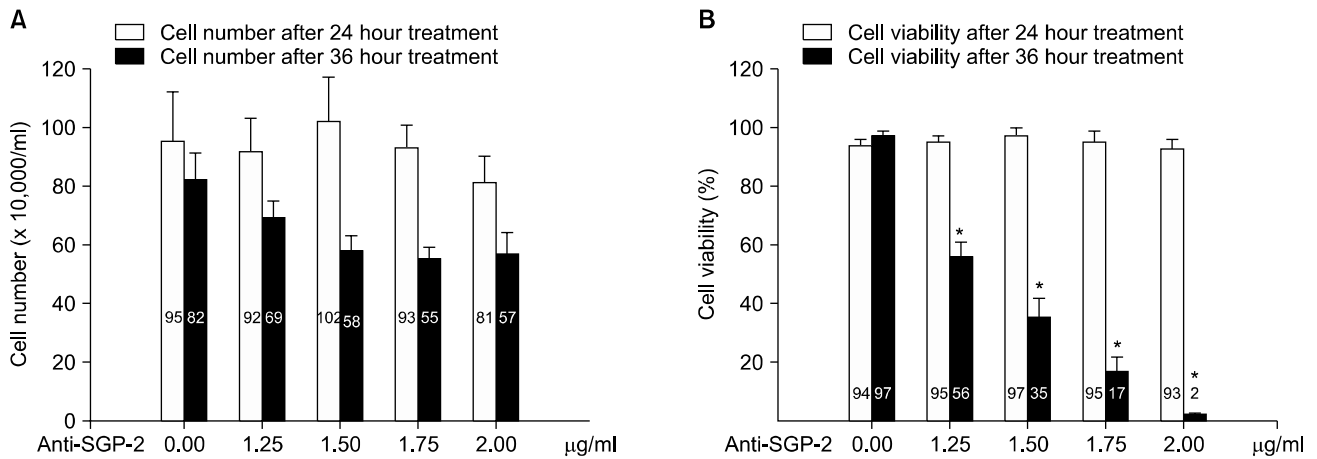 A
Cell number after 24 hour treatment
Cell number after 36 hour treatment
Cell number (x 10,000/ml)
120
100
80
60
40
20
0
95 82 92 69 102 58 93 55 81 57
Anti-SGP-2 0.00 1.25 1.50 1.75 2.00 μg/ml
B
Cell viability after 24 hour treatment
Cell viability after 36 hour treatment
Cell viability (%)
120
100
80
60
40
20
* * * *
94 97 95 56 97 35 95 17 93 2
Anti-SGP-2 0.00 1.25 1.50 1.75 2.00 μg/ml